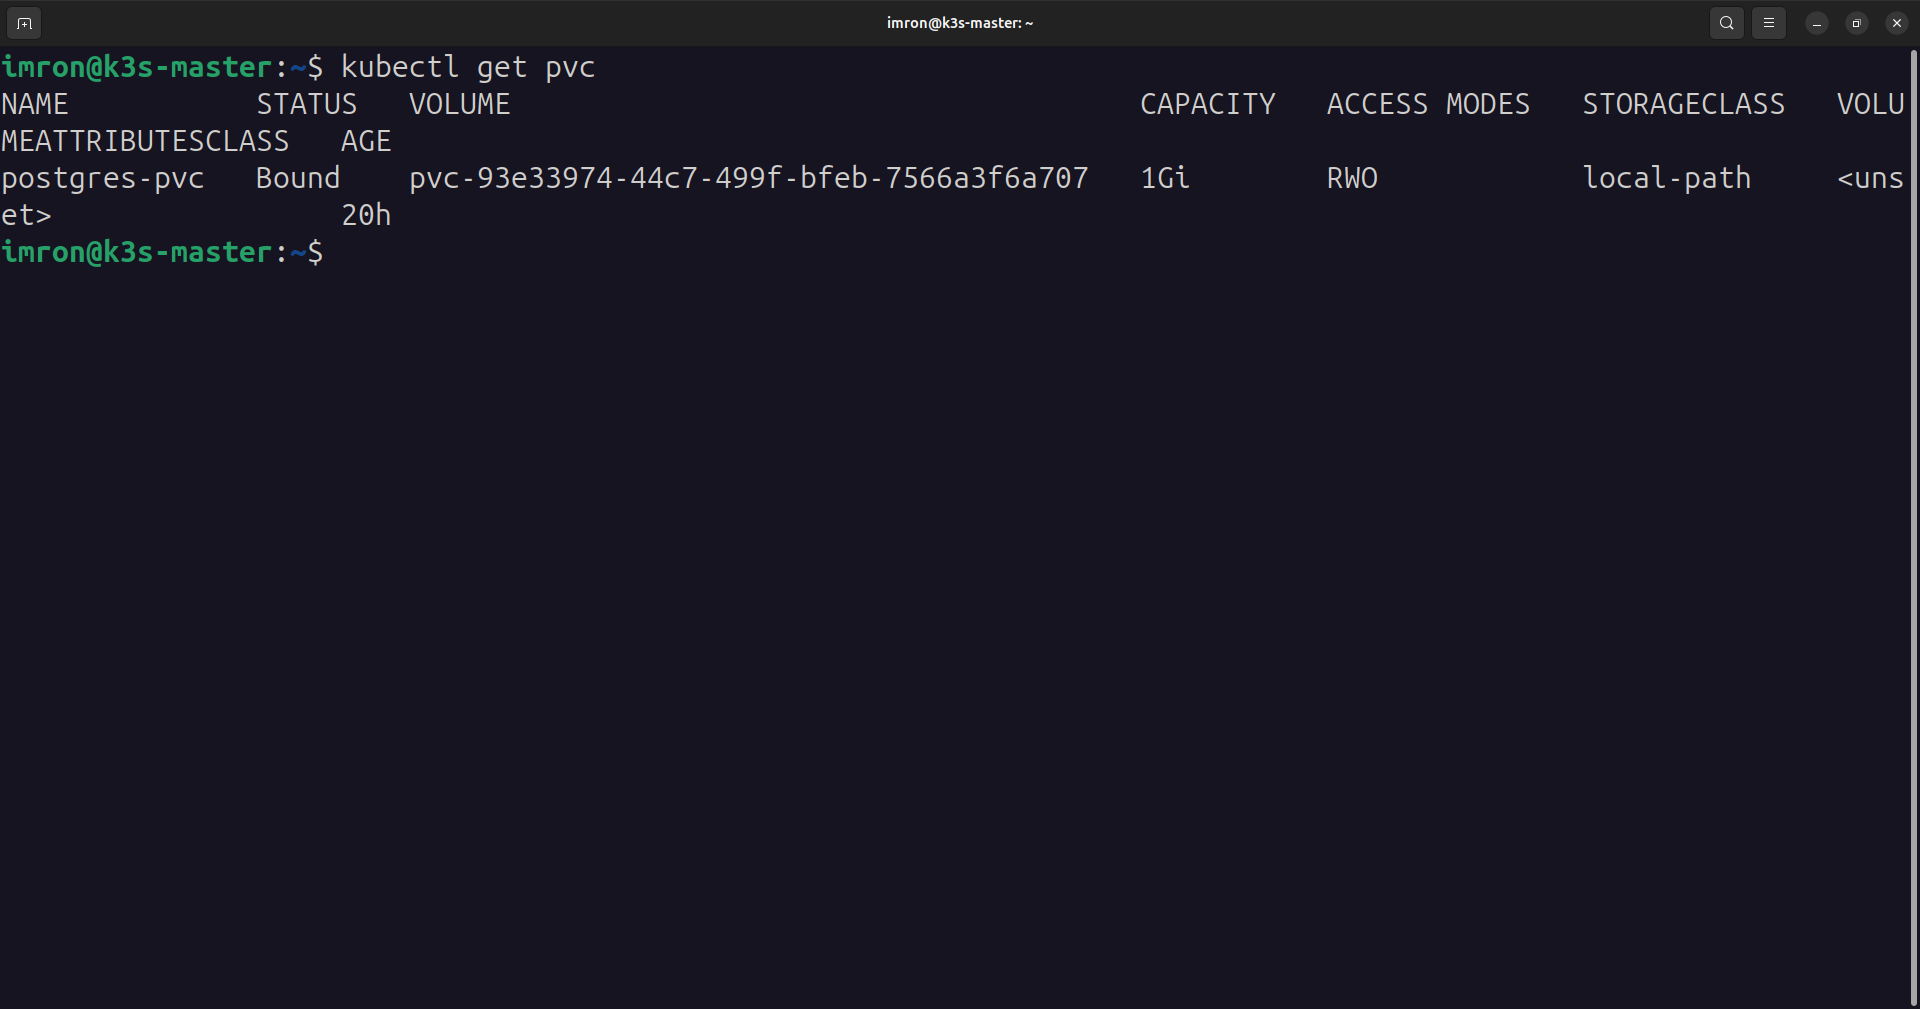 imron@k3s-master: ~
imron@k3s-master:~$ kubectl get pvc
NAME           STATUS   VOLUME                                     CAPACITY   ACCESS MODES   STORAGECLASS   VOLU
MEATTRIBUTESCLASS   AGE
postgres-pvc   Bound    pvc-93e33974-44c7-499f-bfeb-7566a3f6a707   1Gi        RWO            local-path     <uns
et>                 20h
imron@k3s-master:~$